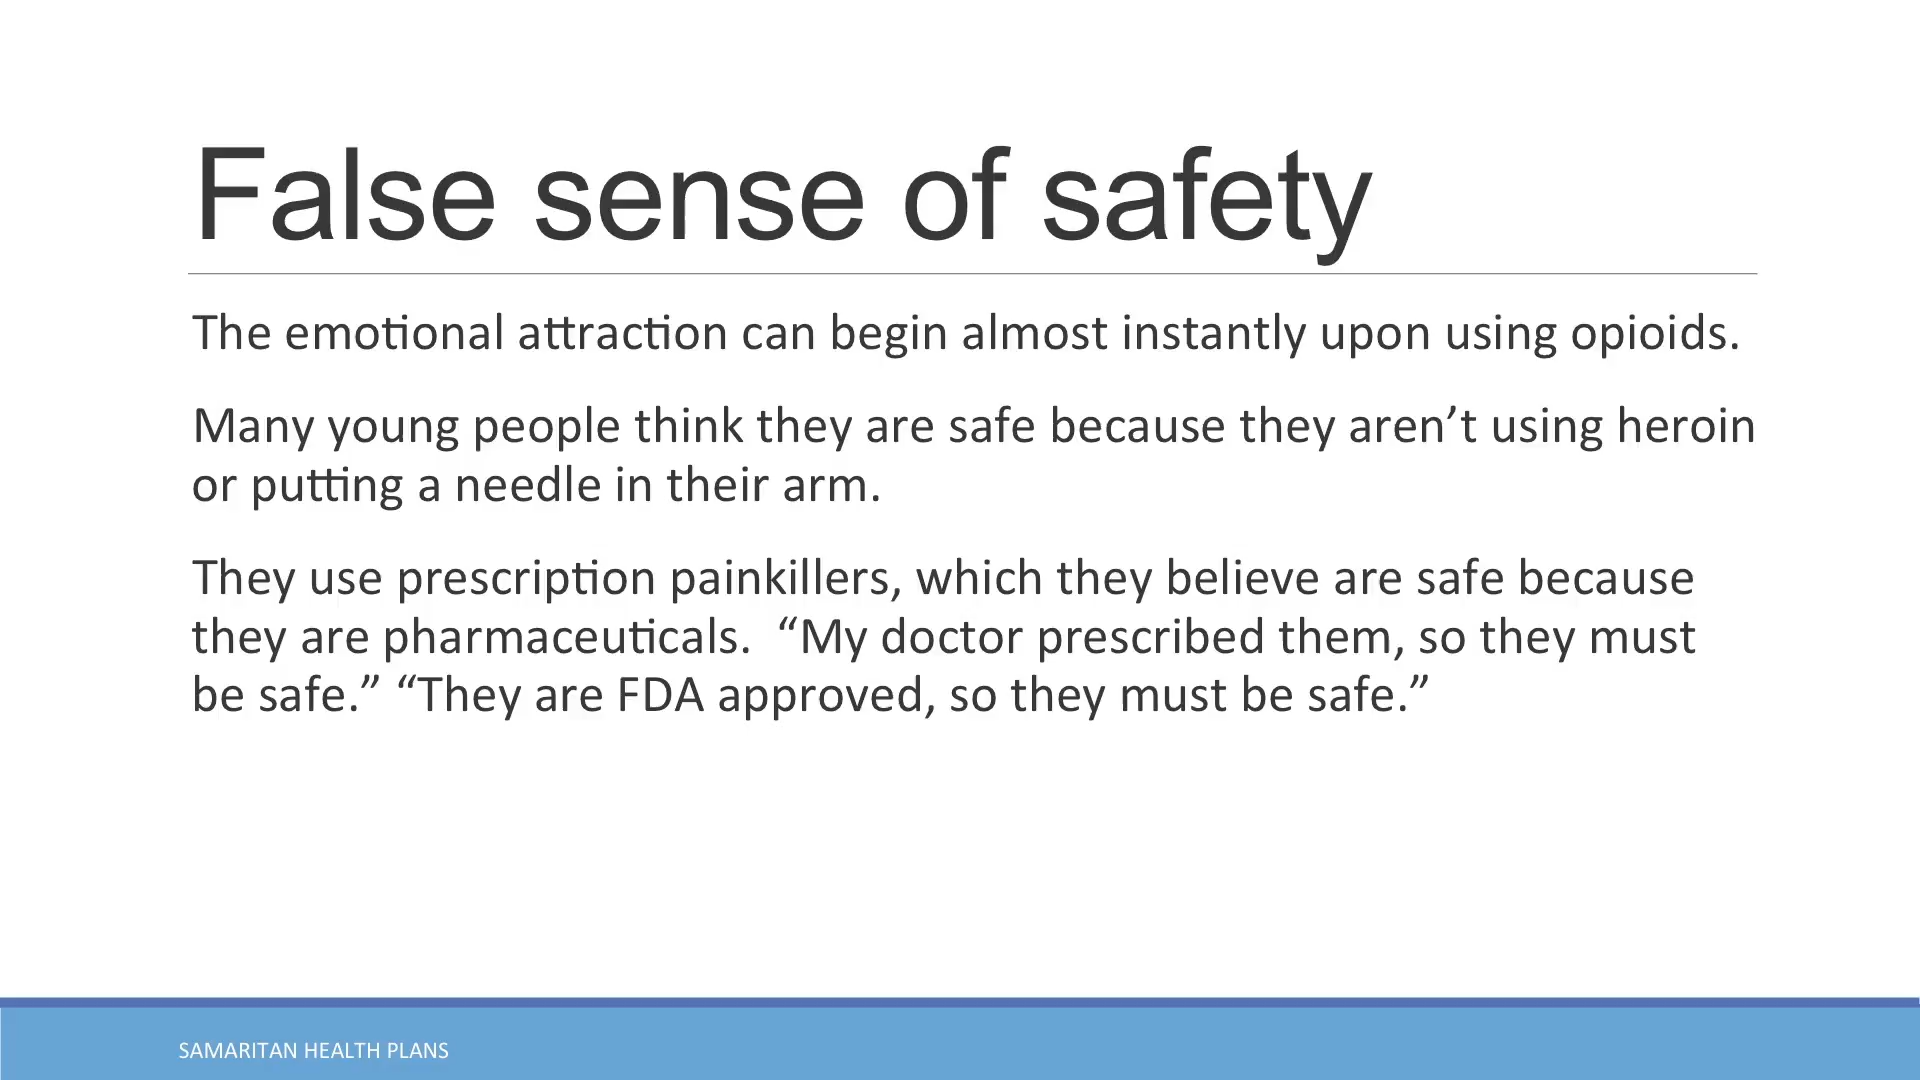 False sense of safety
The emotional attraction can begin almost instantly upon using opioids.
Many young people think they are safe because they aren’t using heroin
or putting a needle in their arm.
They use prescription painkillers, which they believe are safe because
they are pharmaceuticals.  “My doctor prescribed them, so they must
be safe.” “They are FDA approved, so they must be safe.”
SAMARITAN HEALTH PLANS